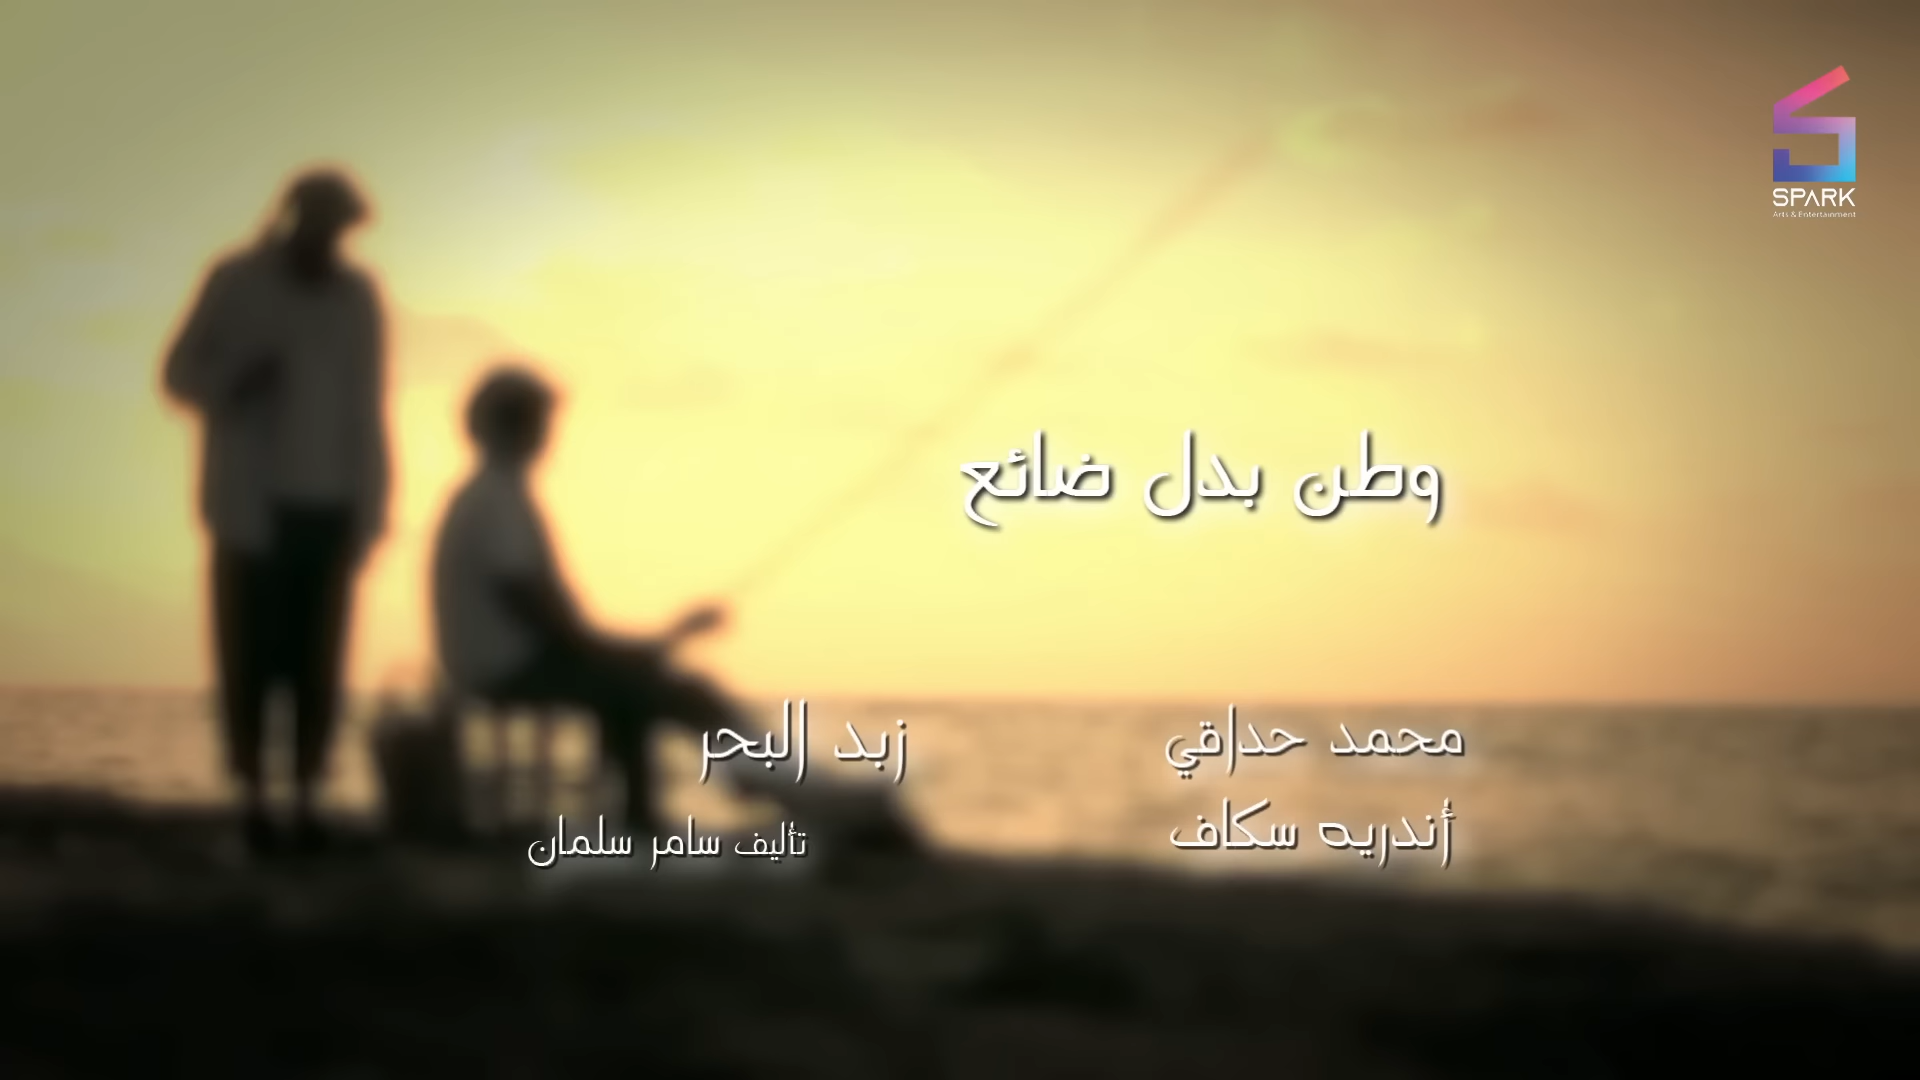 SPARK
Arts & Entertainment
وطن بدل ضائع
محمد حداقي
زبد البحر
أندريه سكاف
تأليف سامر سلمان